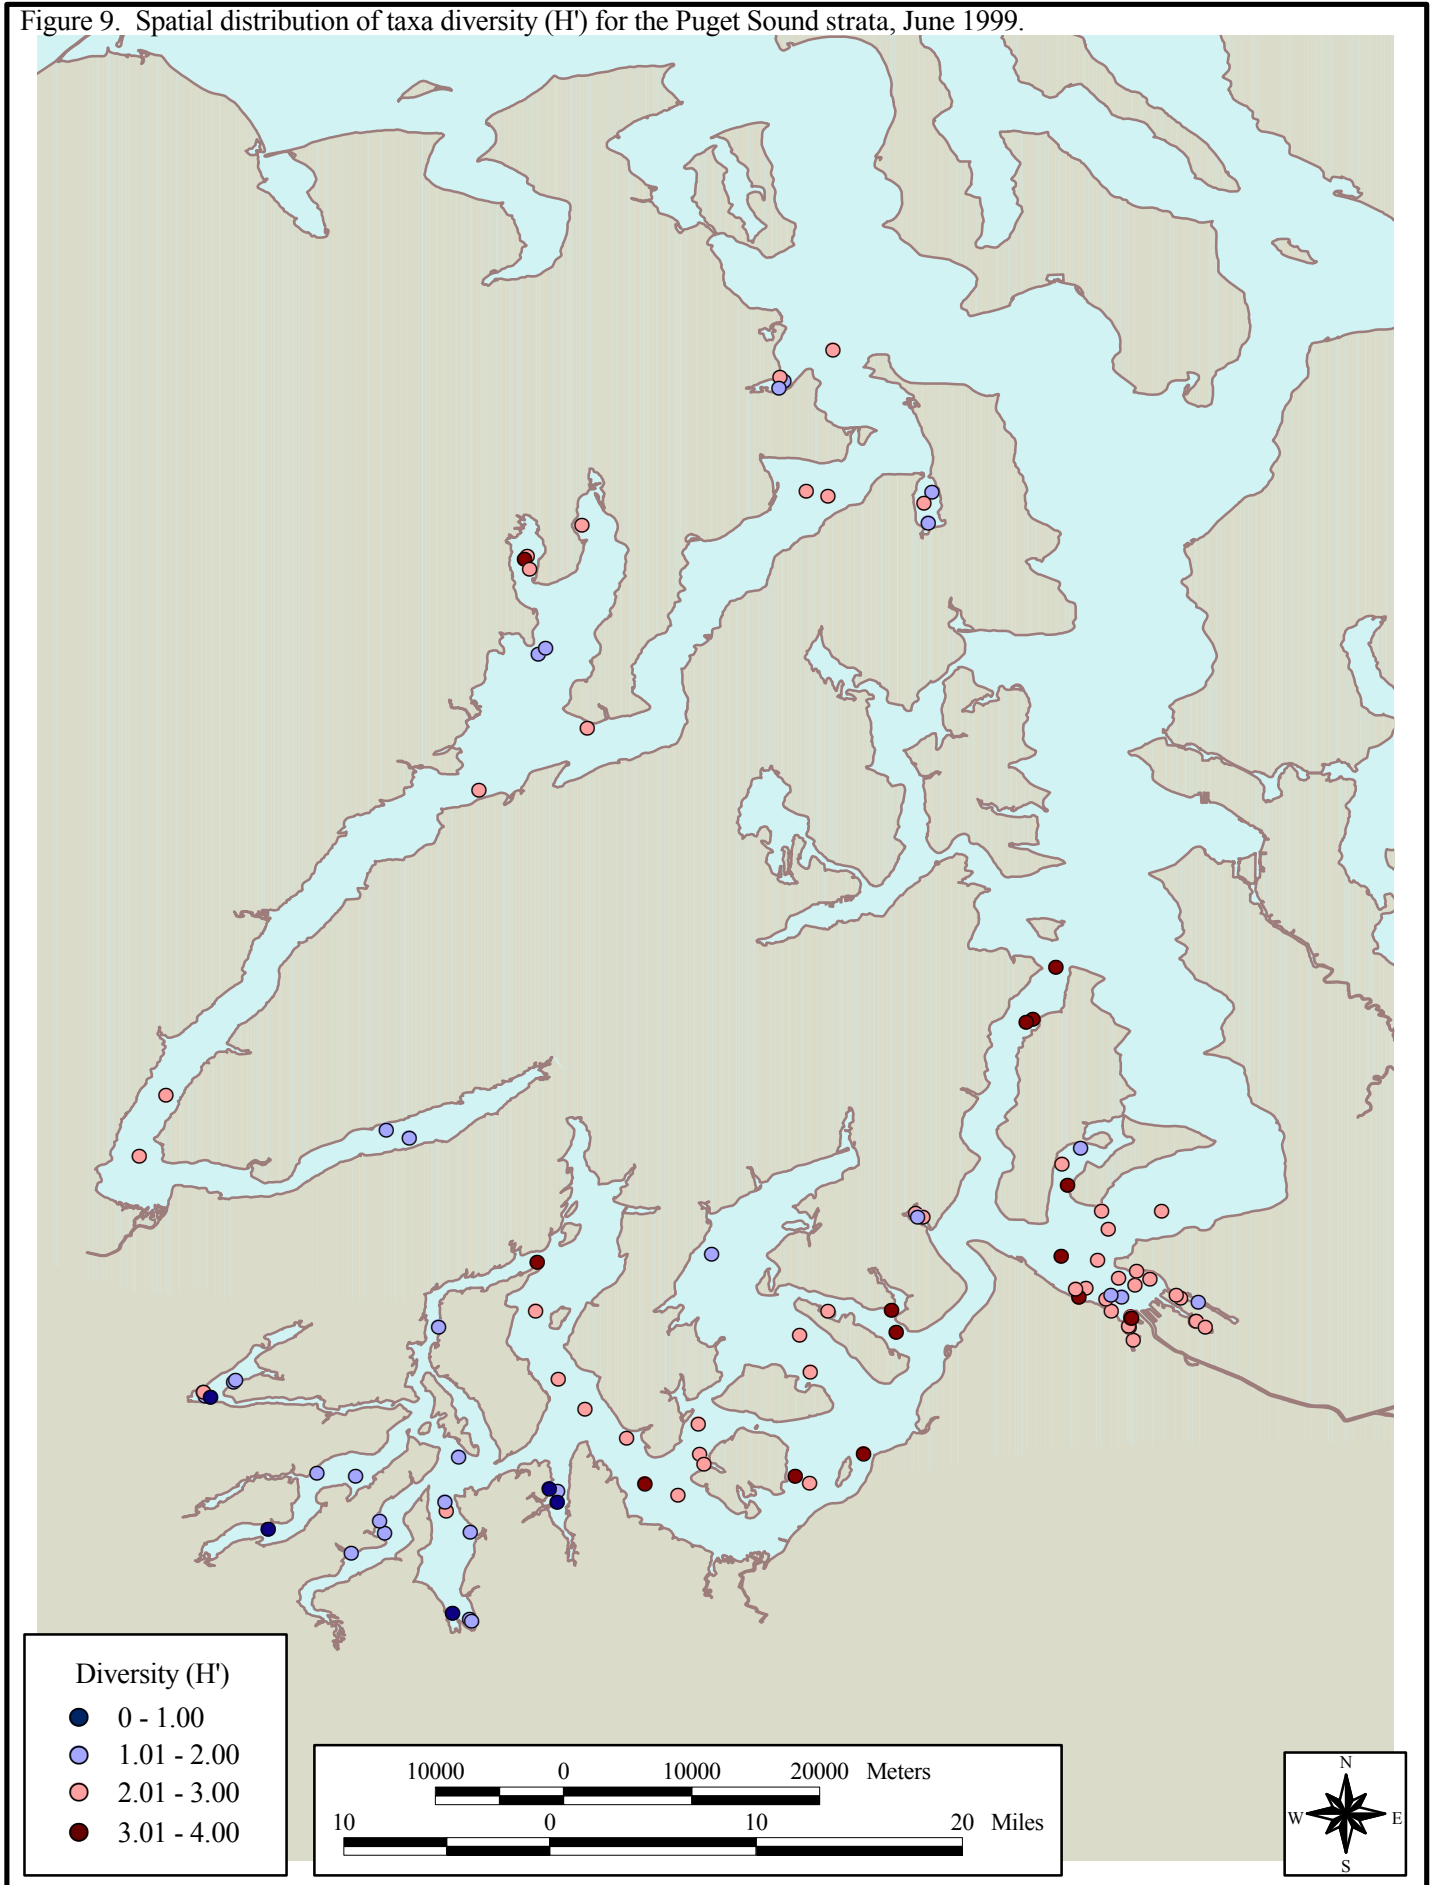 Figure 9. Spatial distribution of taxa diversity (H') for the Puget Sound strata, June 1999.
Diversity (H')
0 - 1.00
1.01 - 2.00
2.01 - 3.00
3.01 - 4.00
10000 0 10000 20000 Meters
10 0 10 20 Miles
N
W E
S